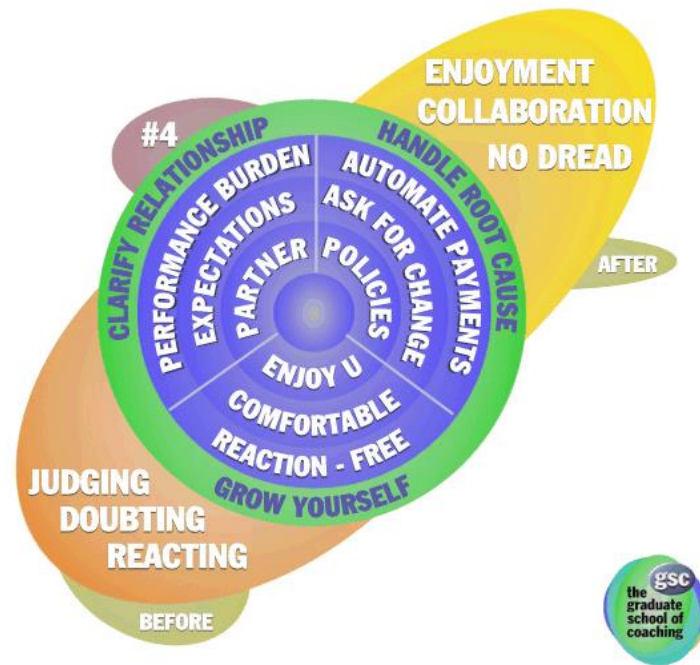 #4
ENJOYMENT
COLLABORATION
NO DREAD
AFTER
CLARIFY RELATIONSHIP
PERFORMANCE BURDEN
EXPECTATIONS
PARTNER
HANDLE ROOT CAUSE
AUTOMATE PAYMENTS
ASK FOR CHANGE
POLICIES
ENJOY U
COMFORTABLE
REACTION - FREE
GROW YOURSELF
JUDGING
DOUBTING
REACTING
BEFORE
gsc
the
graduate
school of
coaching